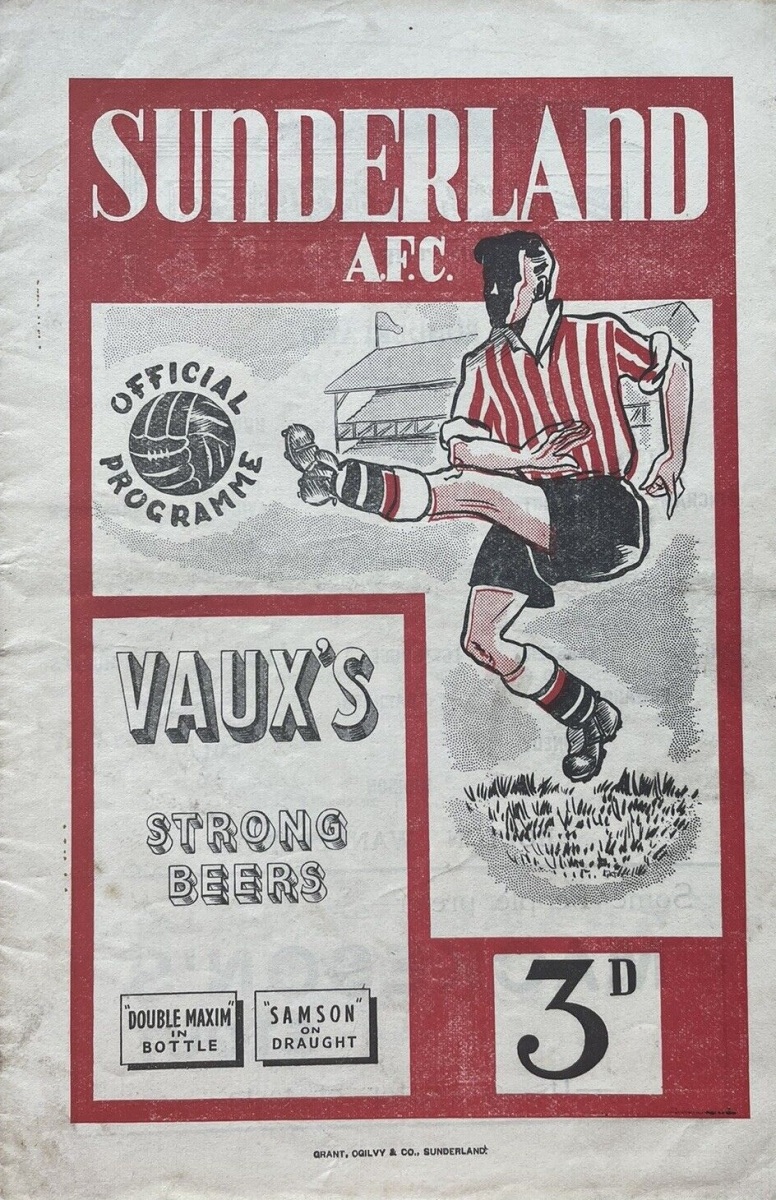 SUNDERLAND
A.F.C.
OFFICIAL
PROGRAMME
VAUX'S
STRONG
BEERS
"DOUBLE MAXIM"
IN
BOTTLE
"SAMSON"
ON
DRAUGHT
3D
GRANT, OGILVY & CO., SUNDERLAND.